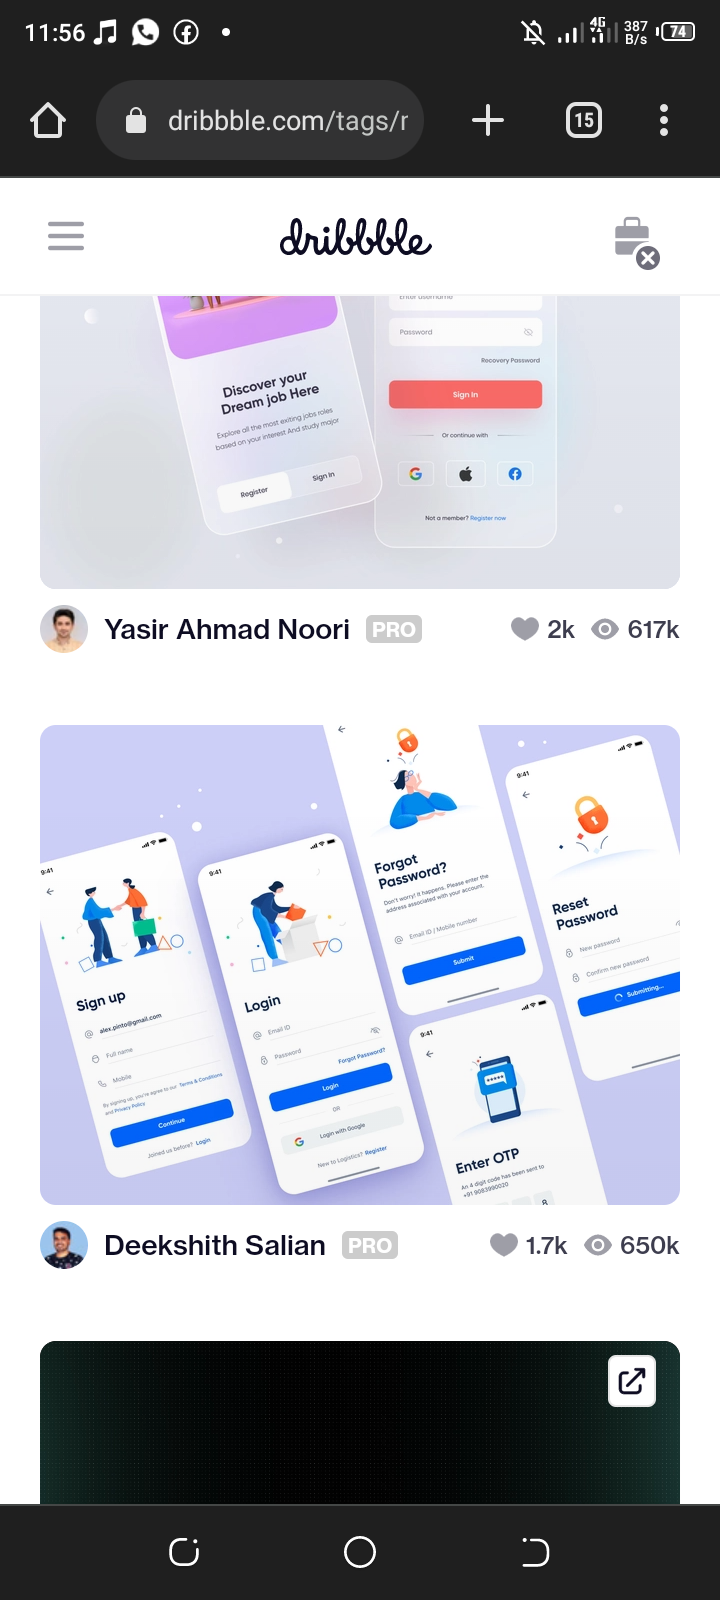 11:56
4G
387
B/s
74
dribbble.com/tags/r
15
dribbble
Enter username
Password
Recovery Password
Sign In
Or continue with
Not a member? Register now
Discover your
Dream job Here
Explore all the most exiting jobs roles
based on your interest And study major
Register
Sign In
Yasir Ahmad Noori PRO
2k
617k
9:41
Sign up
alex.pinto@gmail.com
Full name
Mobile
By signing up, you're agree to our Terms & Conditions
and Privacy Policy
Continue
Joined us before? Login
9:41
Login
Email ID
Password
Forgot Password?
Login
OR
Login with Google
New to Logistics? Register
Forgot
Password?
Don't worry! It happens. Please enter the
address associated with your account.
Email ID / Mobile number
Submit
9:41
Reset
Password
New password
Confirm new password
Submitting...
9:41
Enter OTP
An 4 digit code has been sent to
+91 9083990020
8
Deekshith Salian PRO
1.7k
650k